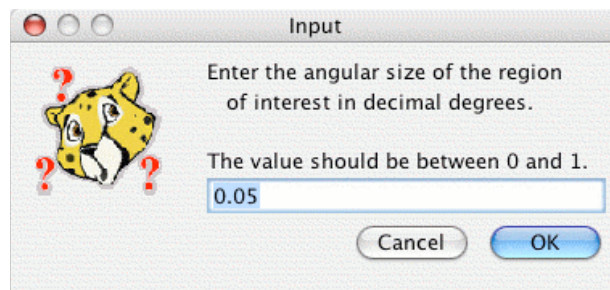 Input
Enter the angular size of the region
of interest in decimal degrees.
The value should be between 0 and 1.
0.05
Cancel OK
? 
? ?